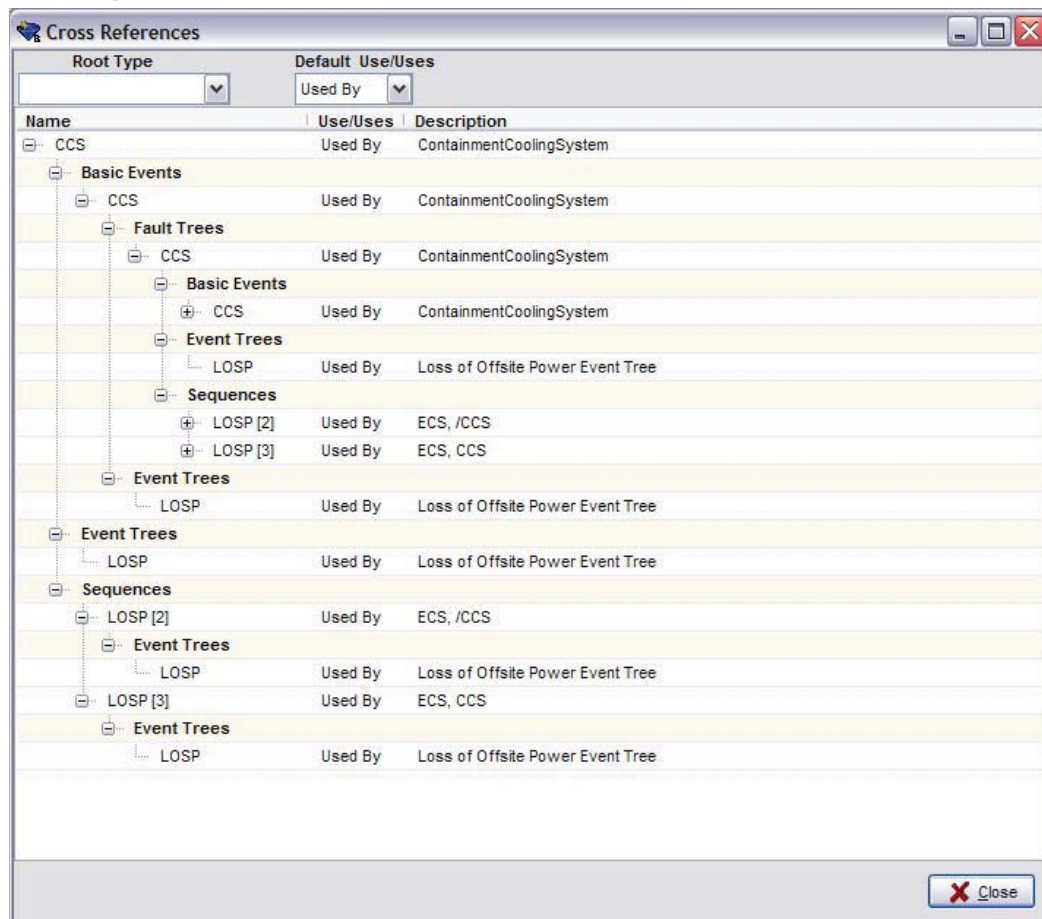 Cross References
Root Type Default Use/Uses
Used By
Name Use/Uses Description
CCS Used By ContainmentCoolingSystem
Basic Events
CCS Used By ContainmentCoolingSystem
Fault Trees
CCS Used By ContainmentCoolingSystem
Basic Events
CCS Used By ContainmentCoolingSystem
Event Trees
LOSP Used By Loss of Offsite Power Event Tree
Sequences
LOSP [2] Used By ECS, /CCS
LOSP [3] Used By ECS, CCS
Event Trees
LOSP Used By Loss of Offsite Power Event Tree
Event Trees
LOSP Used By Loss of Offsite Power Event Tree
Sequences
LOSP [2] Used By ECS, /CCS
Event Trees
LOSP Used By Loss of Offsite Power Event Tree
LOSP [3] Used By ECS, CCS
Event Trees
LOSP Used By Loss of Offsite Power Event Tree
Close